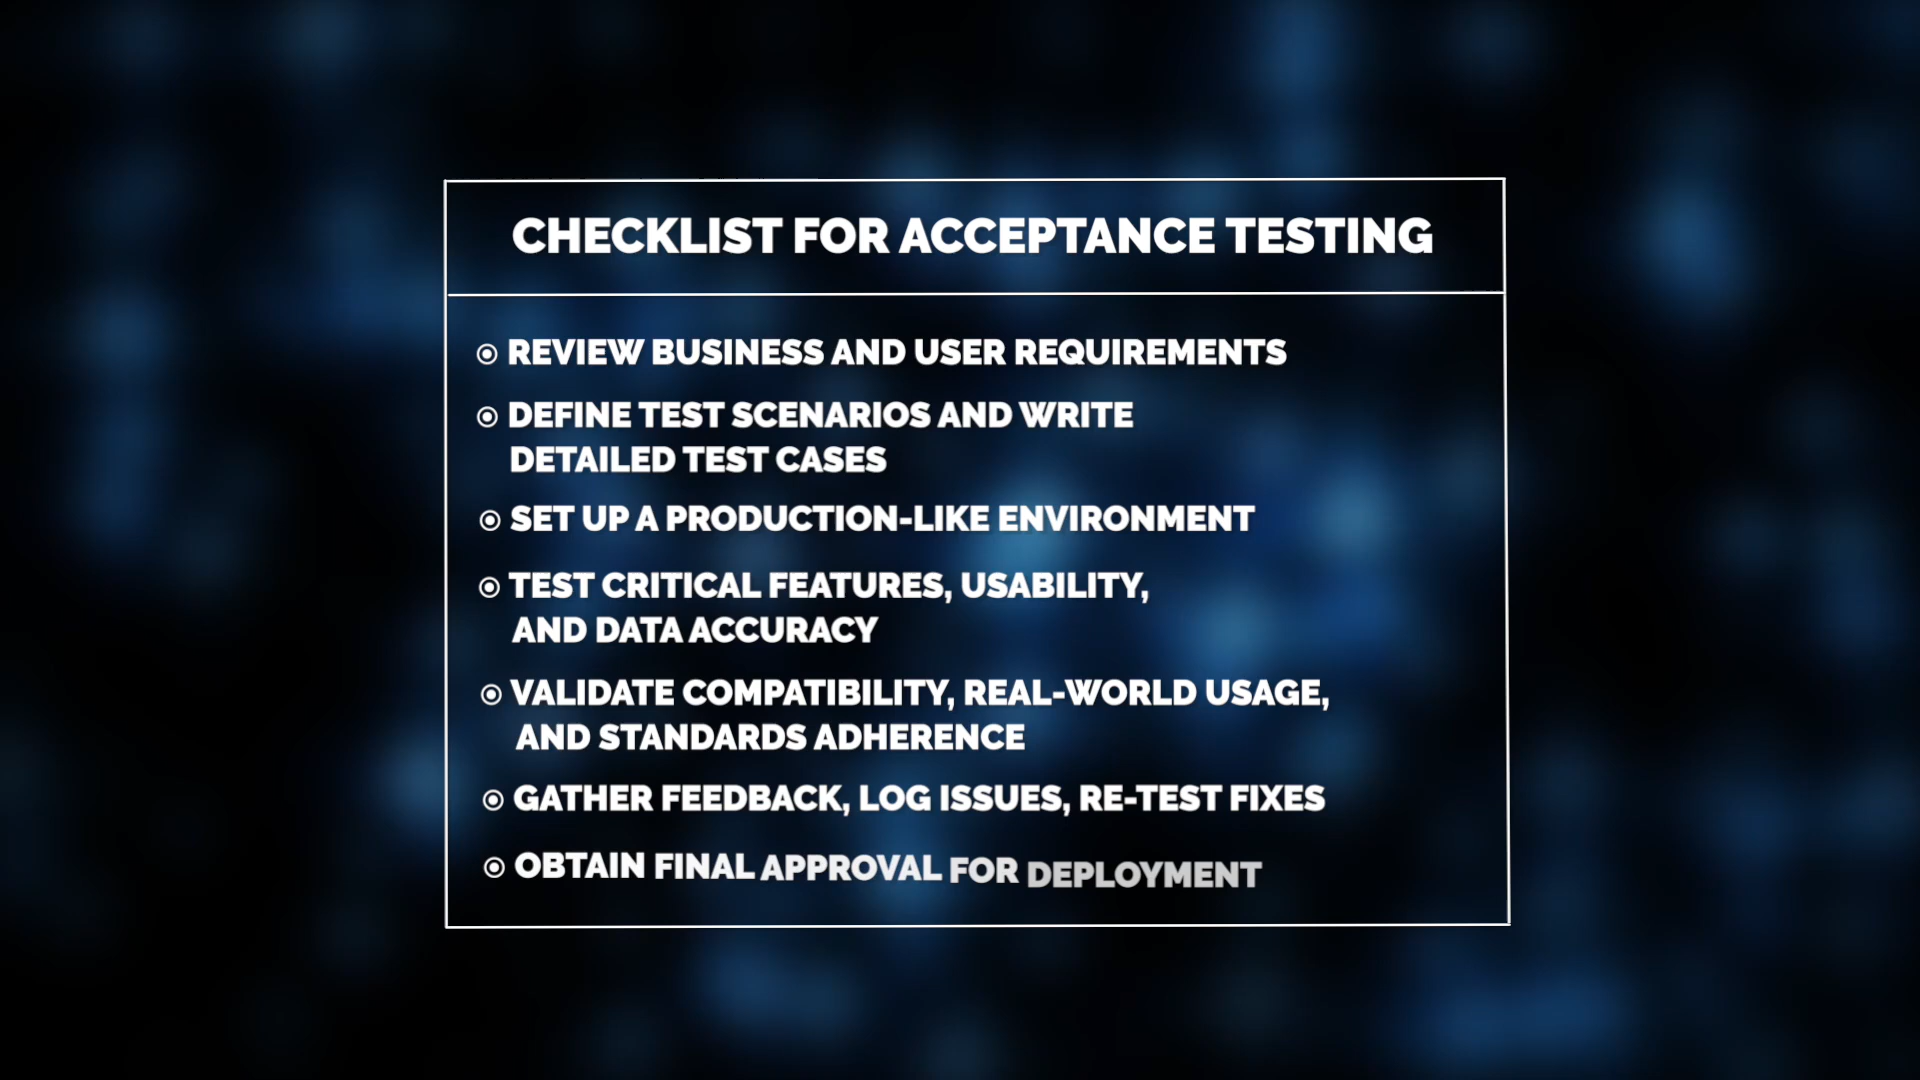 CHECKLIST FOR ACCEPTANCE TESTING
REVIEW BUSINESS AND USER REQUIREMENTS
DEFINE TEST SCENARIOS AND WRITE
DETAILED TEST CASES
SET UP A PRODUCTION-LIKE ENVIRONMENT
TEST CRITICAL FEATURES, USABILITY,
AND DATA ACCURACY
VALIDATE COMPATIBILITY, REAL-WORLD USAGE,
AND STANDARDS ADHERENCE
GATHER FEEDBACK, LOG ISSUES, RE-TEST FIXES
OBTAIN FINAL APPROVAL FOR DEPLOYMENT